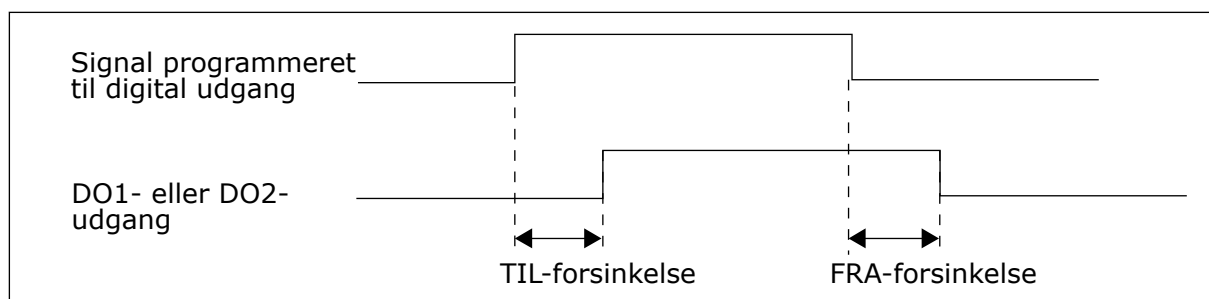 Signal programmeret
til digital udgang
DO1- eller DO2-
udgang
TIL-forsinkelse
FRA-forsinkelse